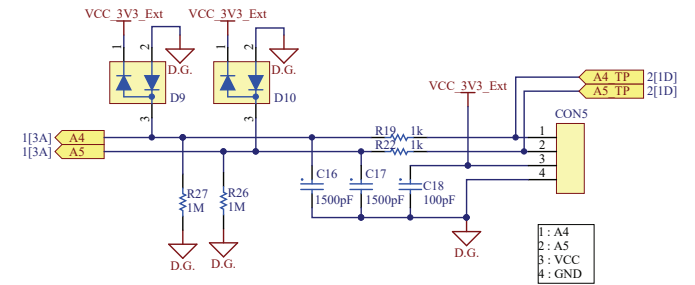 VCC_3V3_Ext VCC_3V3_Ext
1 2 1 2
D.G. D.G.
D9 D10
3 3
VCC_3V3_Ext
A4_TP 2[1D]
A5_TP 2[1D]
CON5
1[3A] A4 R19 1k 1
1[3A] A5 R22 1k 2
3
4
C16 C17 C18
1500pF 1500pF 100pF
R27 R26
1M 1M
D.G. D.G. D.G.
1 : A4
2 : A5
3 : VCC
4 : GND